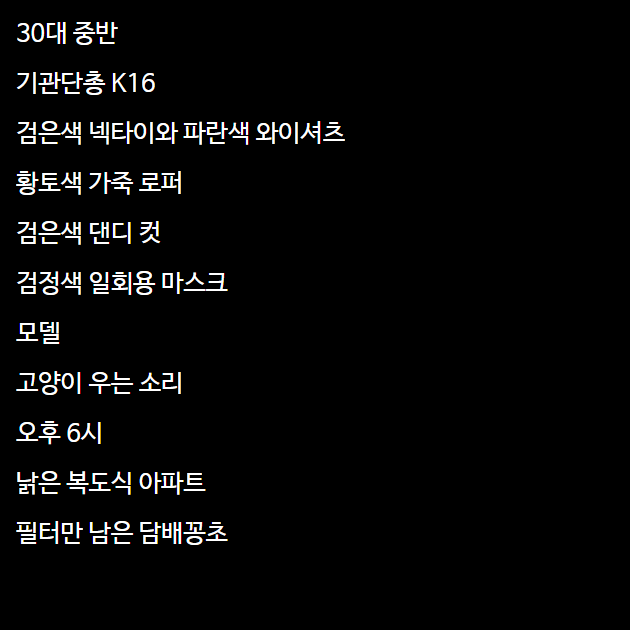 30대 중반
기관단총 K16
검은색 넥타이와 파란색 와이셔츠
황토색 가죽 로퍼
검은색 댄디 컷
검정색 일회용 마스크
모델
고양이 우는 소리
오후 6시
낡은 복도식 아파트
필터만 남은 담배꽁초